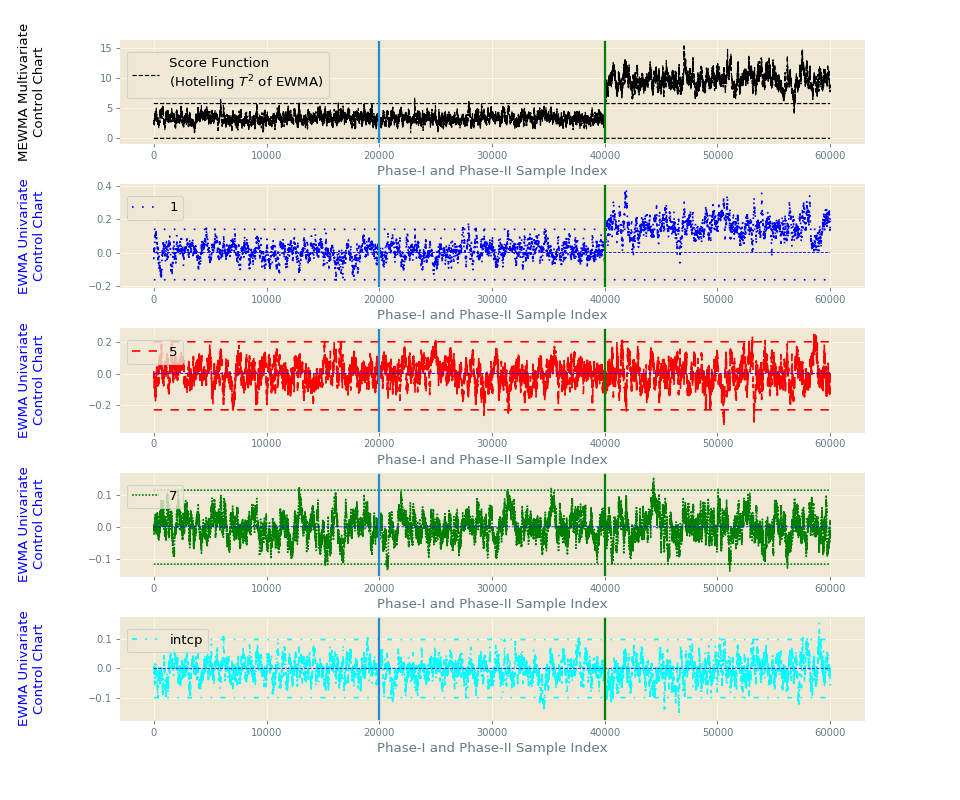 MEWMA Multivariate
Control Chart
15
10
5
0
Score Function
(Hotelling T² of EWMA)
0 10000 20000 30000 40000 50000 60000
Phase-I and Phase-II Sample Index
EWMA Univariate
Control Chart
0.4
0.2
0.0
−0.2
1
0 10000 20000 30000 40000 50000 60000
Phase-I and Phase-II Sample Index
EWMA Univariate
Control Chart
0.2
0.0
−0.2
5
0 10000 20000 30000 40000 50000 60000
Phase-I and Phase-II Sample Index
EWMA Univariate
Control Chart
0.1
0.0
−0.1
7
0 10000 20000 30000 40000 50000 60000
Phase-I and Phase-II Sample Index
EWMA Univariate
Control Chart
0.1
0.0
−0.1
intcp
0 10000 20000 30000 40000 50000 60000
Phase-I and Phase-II Sample Index